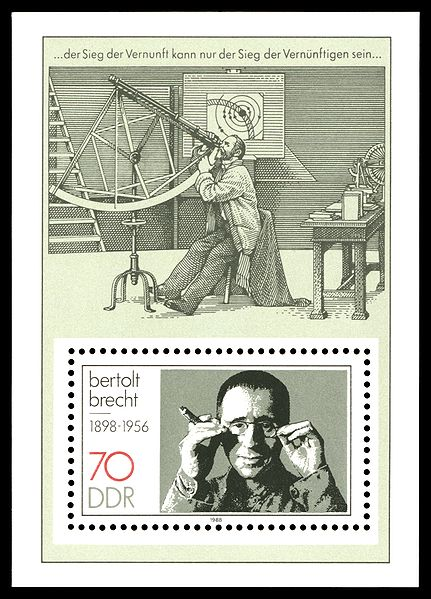 ...der Sieg der Vernunft kann nur der Sieg der Vernünftigen sein...
bertolt
brecht
1898-1956
70
DDR
1988